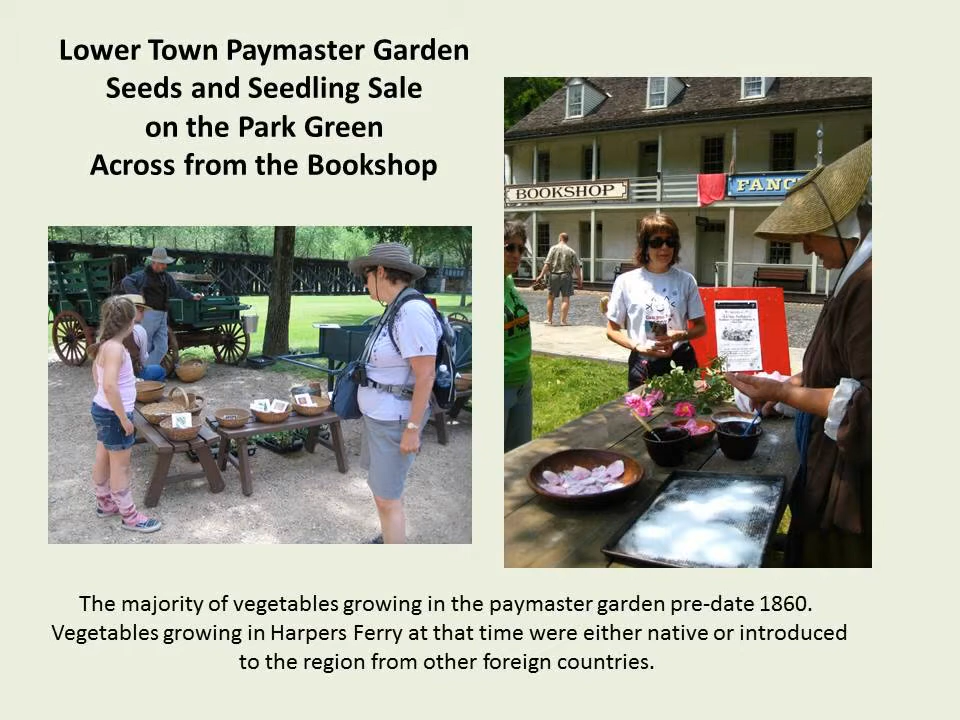 Lower Town Paymaster Garden
Seeds and Seedling Sale
on the Park Green
Across from the Bookshop
BOOKSHOP
FANC
The majority of vegetables growing in the paymaster garden pre-date 1860.
Vegetables growing in Harpers Ferry at that time were either native or introduced
to the region from other foreign countries.